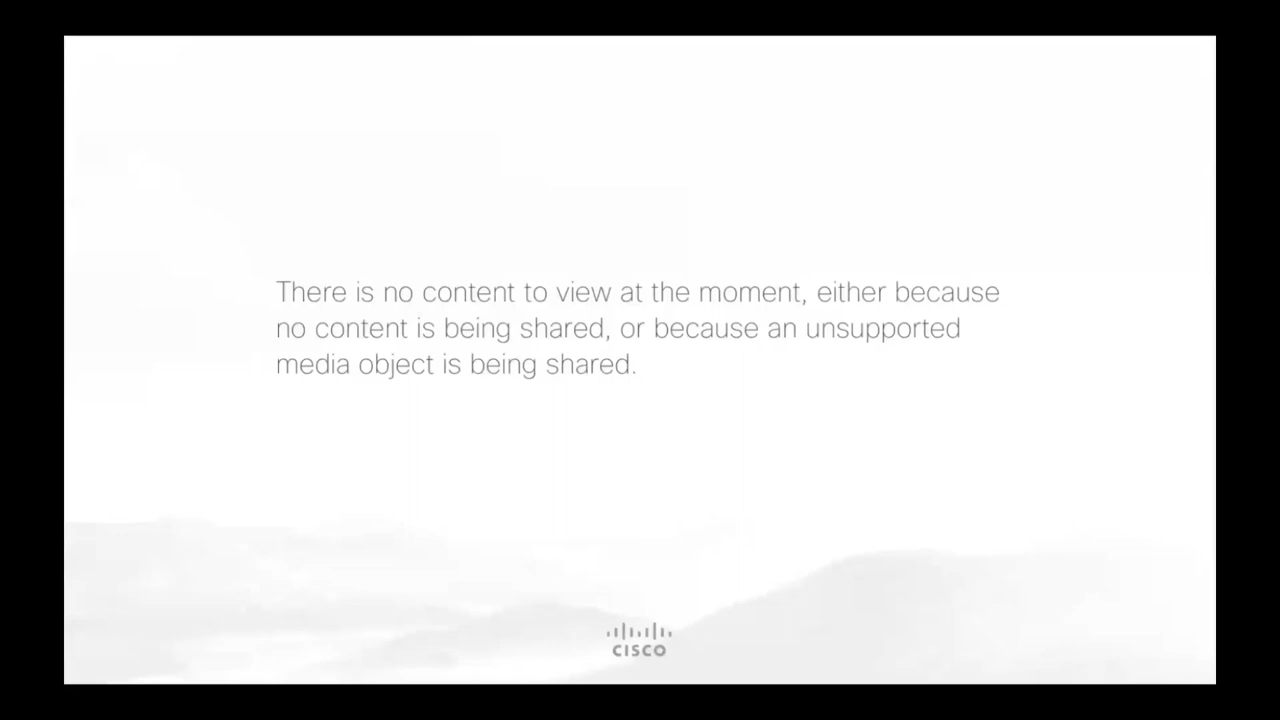 There is no content to view at the moment, either because
no content is being shared, or because an unsupported
media object is being shared.
CISCO